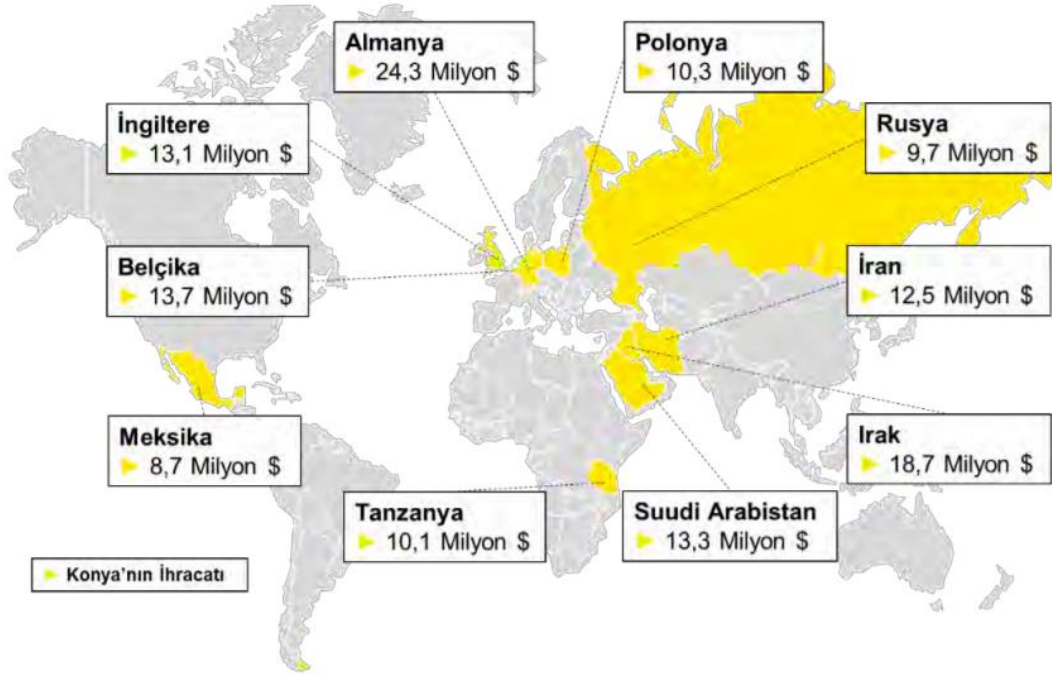 Almanya
24,3 Milyon $
Polonya
10,3 Milyon $
İngiltere
13,1 Milyon $
Rusya
9,7 Milyon $
Belçika
13,7 Milyon $
İran
12,5 Milyon $
Meksika
8,7 Milyon $
Irak
18,7 Milyon $
Tanzanya
10,1 Milyon $
Suudi Arabistan
13,3 Milyon $
Konya'nın İhracatı